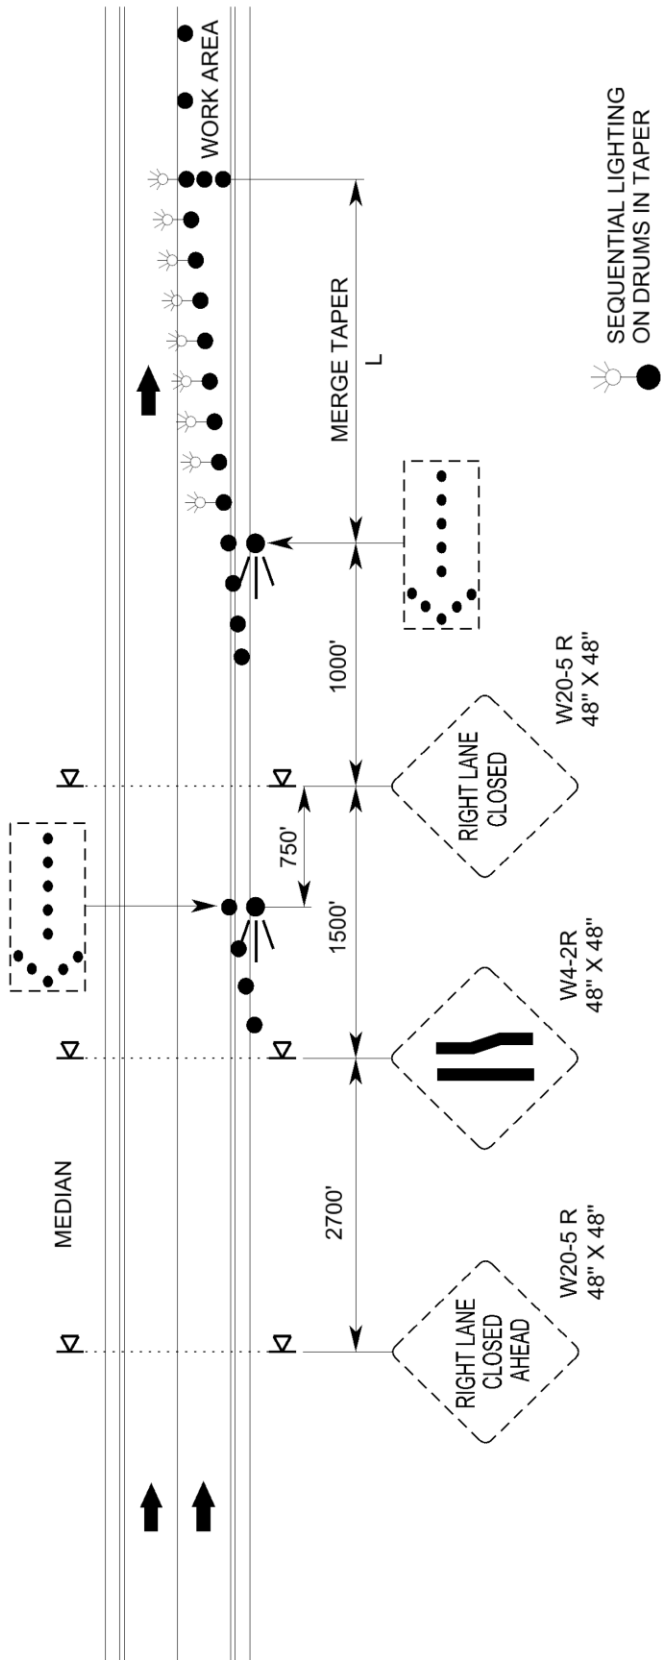 MEDIAN
WORK AREA
MERGE TAPER
L
1000'
750'
1500'
2700'
RIGHT LANE
CLOSED
AHEAD
W20-5 R
48" X 48"
W4-2R
48" X 48"
RIGHT LANE
CLOSED
W20-5 R
48" X 48"
SEQUENTIAL LIGHTING
ON DRUMS IN TAPER